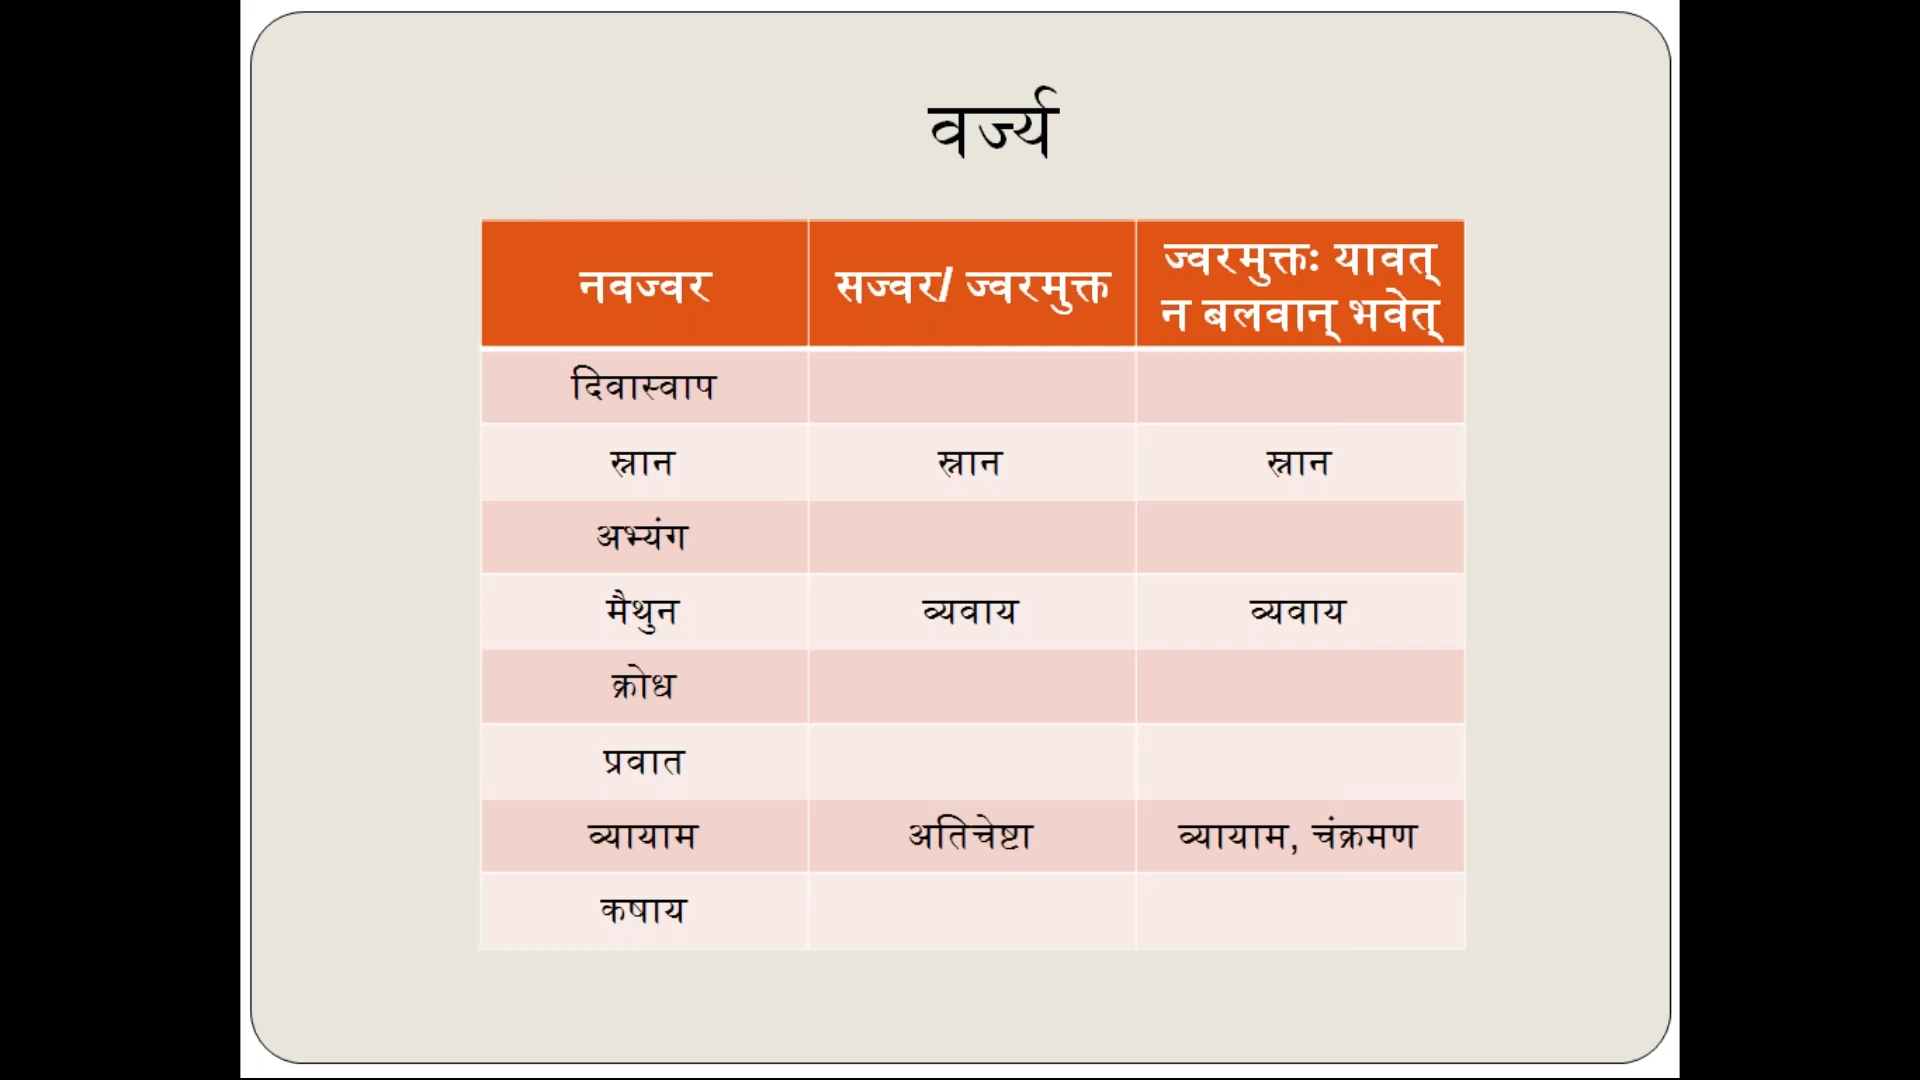 वर्ज्य
नवज्वर सज्वर/ ज्वरमुक्त ज्वरमुक्तः यावत् न बलवान् भवेत्
दिवास्वाप
स्नान स्नान स्नान
अभ्यंग
मैथुन व्यवाय व्यवाय
क्रोध
प्रवात
व्यायाम अतिचेष्टा व्यायाम, चंक्रमण
कषाय